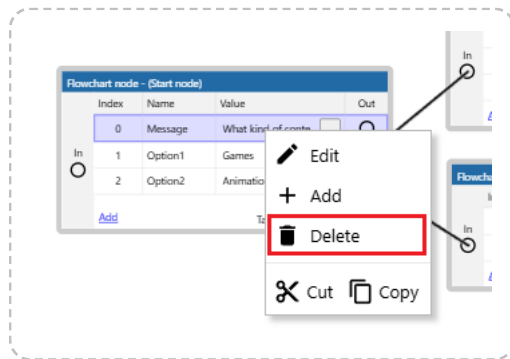 In
Flowchart node - (Start node)
Index Name Value Out
0 Message What kind of conte
In
1 Option1 Games
2 Option2 Animatio
Add Ta
Edit
Add
Delete
Cut Copy
Flowcha
In